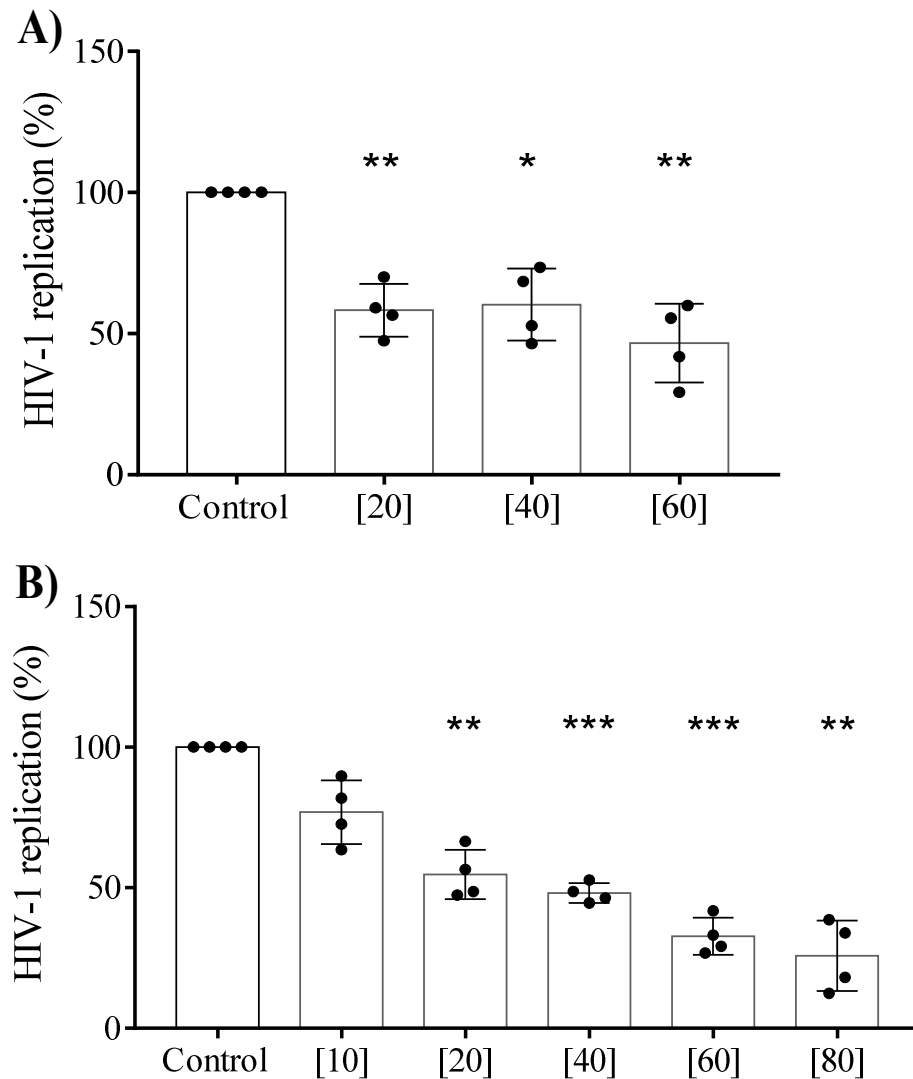 A)
HIV-1 replication (%)
150
100
50
0
** * **
Control [20] [40] [60]
B)
HIV-1 replication (%)
150
100
50
0
** *** *** **
Control [10] [20] [40] [60] [80]